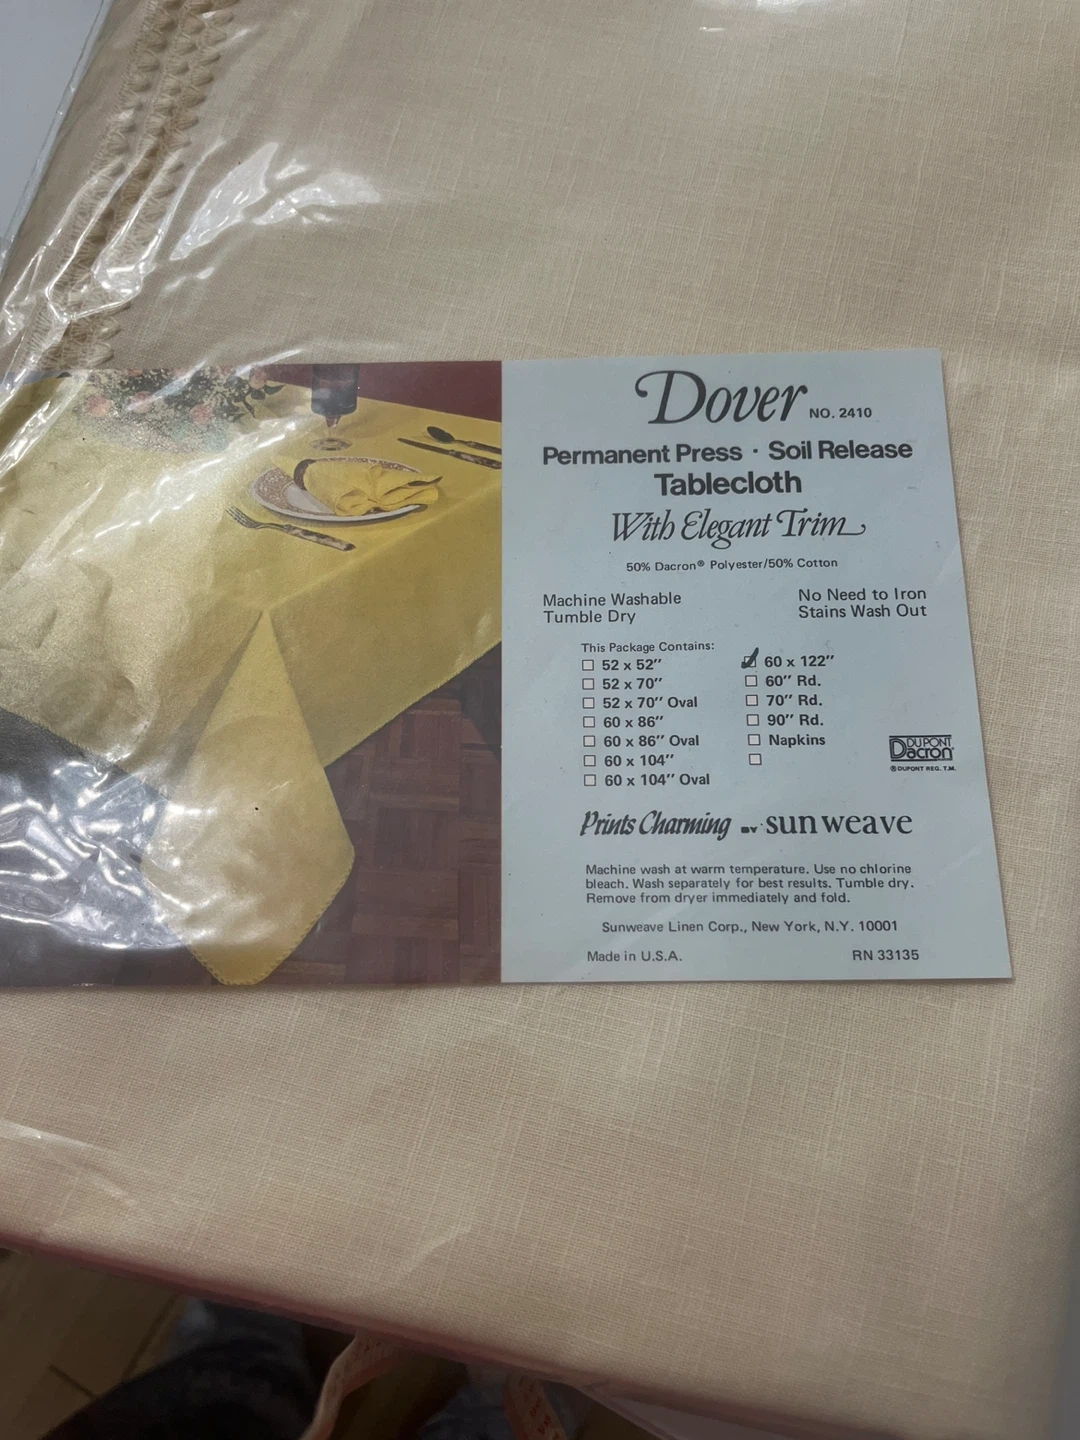 Dover NO. 2410
Permanent Press · Soil Release
Tablecloth
With Elegant Trim
50% Dacron® Polyester/50% Cotton
Machine Washable
Tumble Dry
No Need to Iron
Stains Wash Out
This Package Contains:
52 x 52"
52 x 70"
52 x 70" Oval
60 x 86"
60 x 86" Oval
60 x 104"
60 x 104" Oval
60 x 122"
60" Rd.
70" Rd.
90" Rd.
Napkins
DUPONT
Dacron®
® DUPONT REG. T.M.
Prints Charming BY sunweave
Machine wash at warm temperature. Use no chlorine
bleach. Wash separately for best results. Tumble dry.
Remove from dryer immediately and fold.
Sunweave Linen Corp., New York, N.Y. 10001
Made in U.S.A.
RN 33135